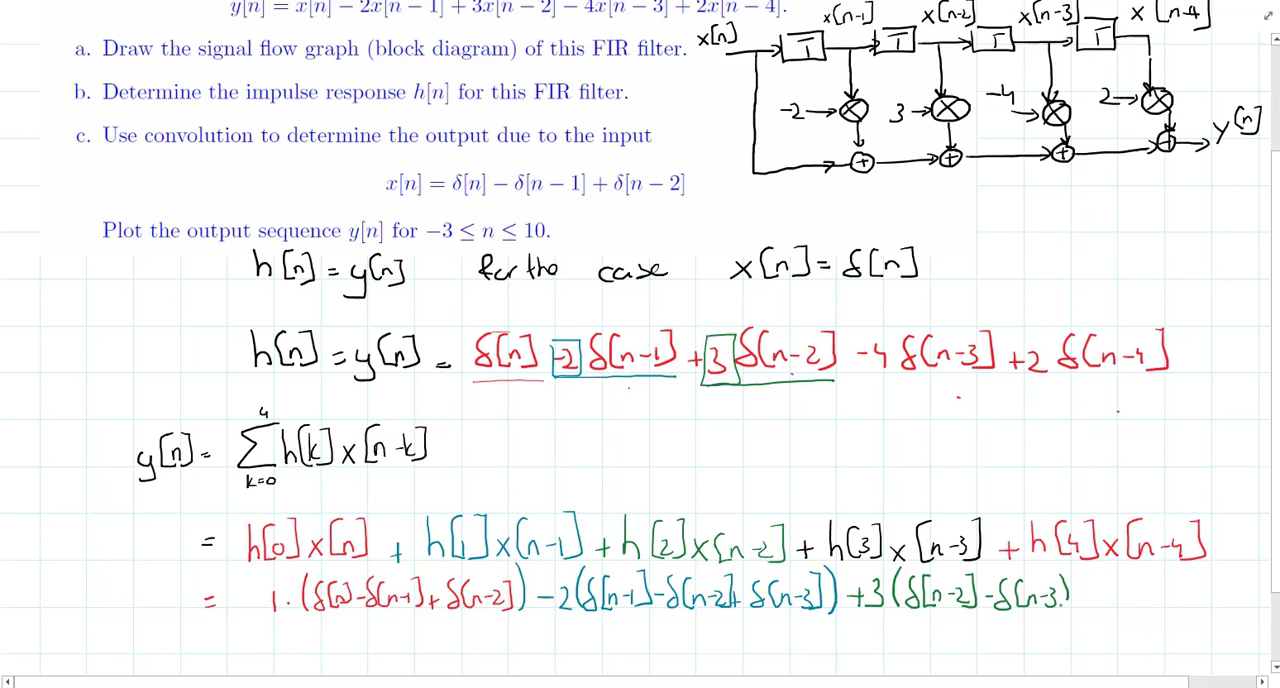 y[n] = x[n] − 2x[n − 1] + 3x[n − 2] − 4x[n − 3] + 2x[n − 4].
a. Draw the signal flow graph (block diagram) of this FIR filter.
b. Determine the impulse response h[n] for this FIR filter.
c. Use convolution to determine the output due to the input
x[n] = δ[n] − δ[n − 1] + δ[n − 2]
Plot the output sequence y[n] for −3 ≤ n ≤ 10.
x[n-1] x[n-2] x[n-3] x[n-4]
x[n] T T T T
-2 3 -4 2
+ + + + y[n]
h[n] = y[n] for the case x[n] = δ[n]
h[n] = y[n] = δ[n] -2 δ[n-1] +3 δ[n-2] -4 δ[n-3] +2 δ[n-4]
4
y[n] = ∑ h[k] x[n-k]
k=0
= h[0]x[n] + h[1]x[n-1] + h[2]x[n-2] + h[3]x[n-3] + h[4]x[n-4]
= 1.(δ[n]-δ[n-1]+δ[n-2]) -2(δ[n-1]-δ[n-2]+δ[n-3]) +3(δ[n-2]-δ[n-3)